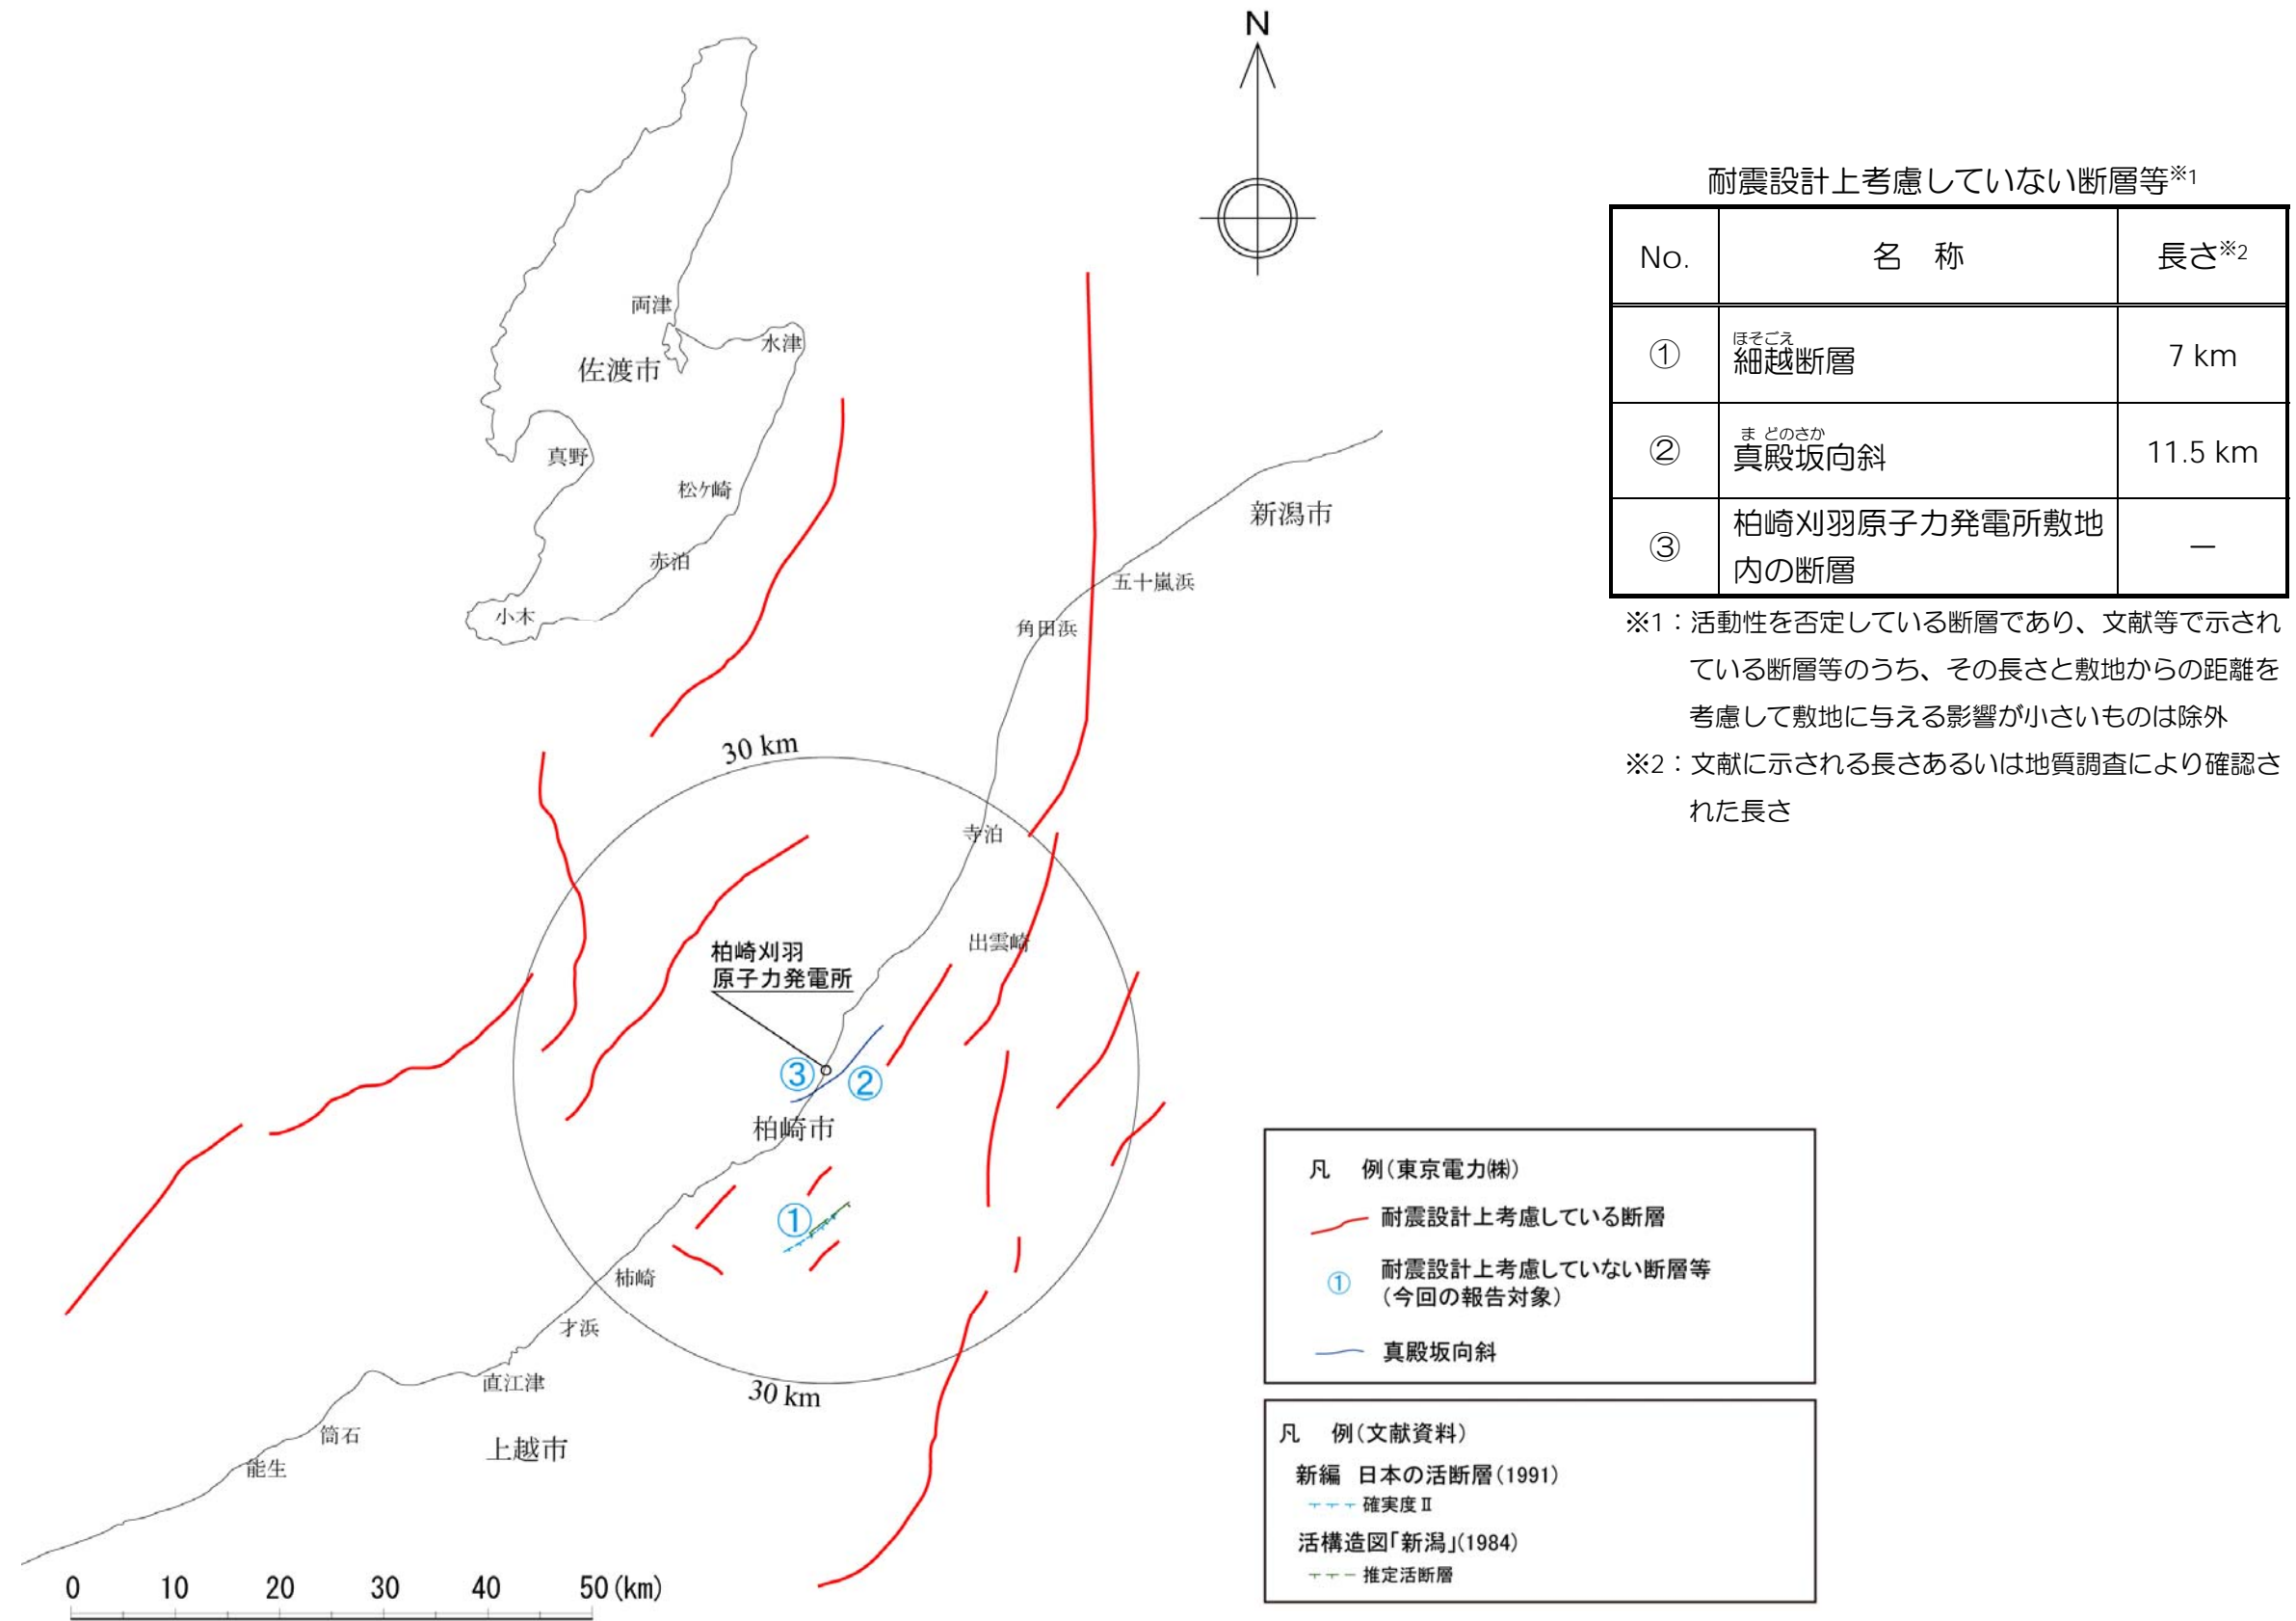 N
両津
水津
佐渡市
真野
松ケ崎
赤泊
小木
新潟市
五十嵐浜
角田浜
30 km
寺泊
出雲崎
柏崎刈羽
原子力発電所
③
②
柏崎市
①
柿崎
才浜
30 km
直江津
筒石
上越市
能生
0 10 20 30 40 50(km)
耐震設計上考慮していない断層等※1
No. 名 称 長さ※2
ほそごえ
① 細越断層 7 km
ま どのさか
② 真殿坂向斜 11.5 km
③ 柏崎刈羽原子力発電所敷地 －
内の断層
※1：活動性を否定している断層であり、文献等で示され
ている断層等のうち、その長さと敷地からの距離を
考慮して敷地に与える影響が小さいものは除外
※2：文献に示される長さあるいは地質調査により確認さ
れた長さ
凡 例(東京電力㈱)
耐震設計上考慮している断層
① 耐震設計上考慮していない断層等
(今回の報告対象)
真殿坂向斜
凡 例(文献資料)
新編 日本の活断層(1991)
確実度Ⅱ
活構造図｢新潟｣(1984)
推定活断層